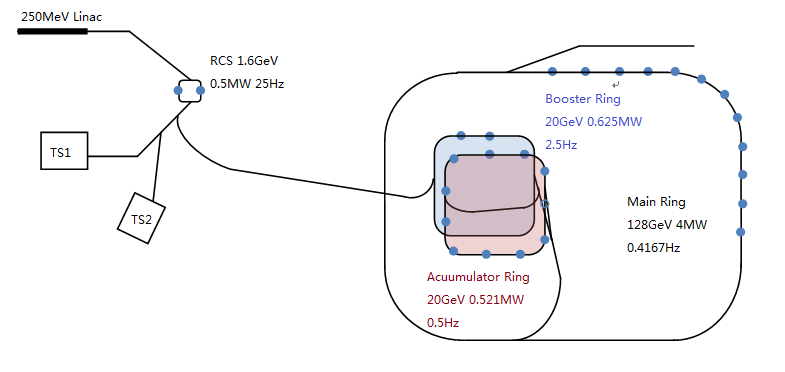 250MeV Linac
RCS 1.6GeV
0.5MW 25Hz
TS1
TS2
Booster Ring
20GeV 0.625MW
2.5Hz
Main Ring
128GeV 4MW
0.4167Hz
Acuumulator Ring
20GeV 0.521MW
0.5Hz